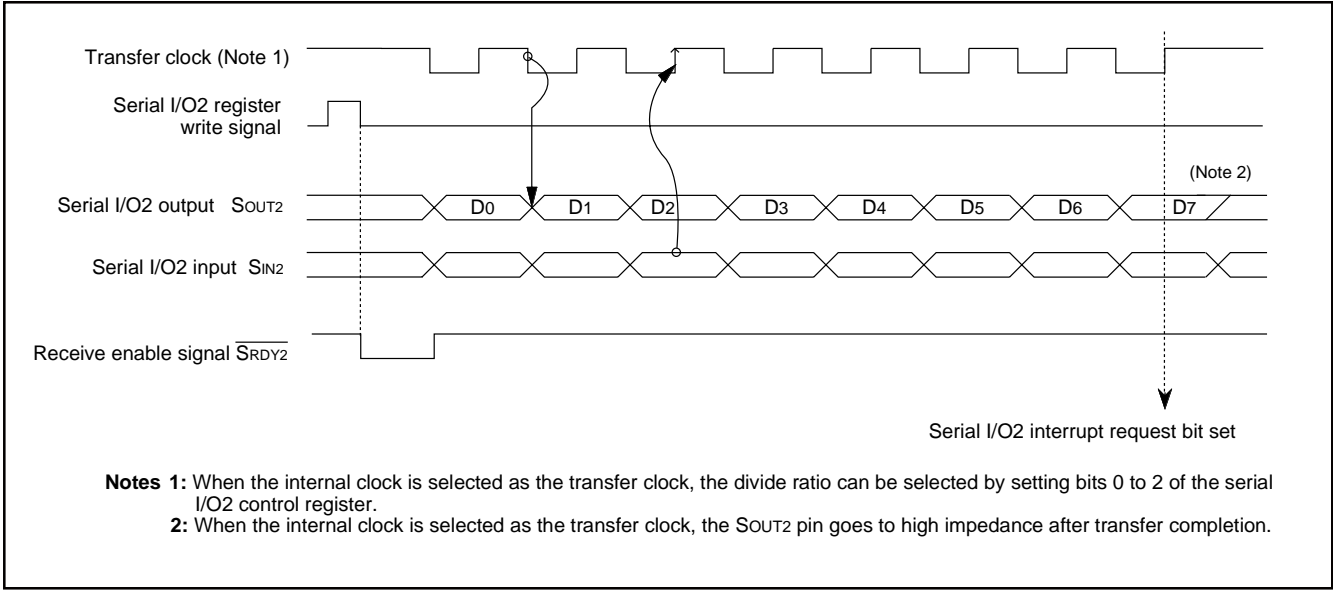 Transfer clock (Note 1)
Serial I/O2 register
write signal
(Note 2)
Serial I/O2 output SOUT2
D0 D1 D2 D3 D4 D5 D6 D7
Serial I/O2 input SIN2
Receive enable signal SRDY2
Serial I/O2 interrupt request bit set
Notes 1: When the internal clock is selected as the transfer clock, the divide ratio can be selected by setting bits 0 to 2 of the serial
I/O2 control register.
2: When the internal clock is selected as the transfer clock, the SOUT2 pin goes to high impedance after transfer completion.